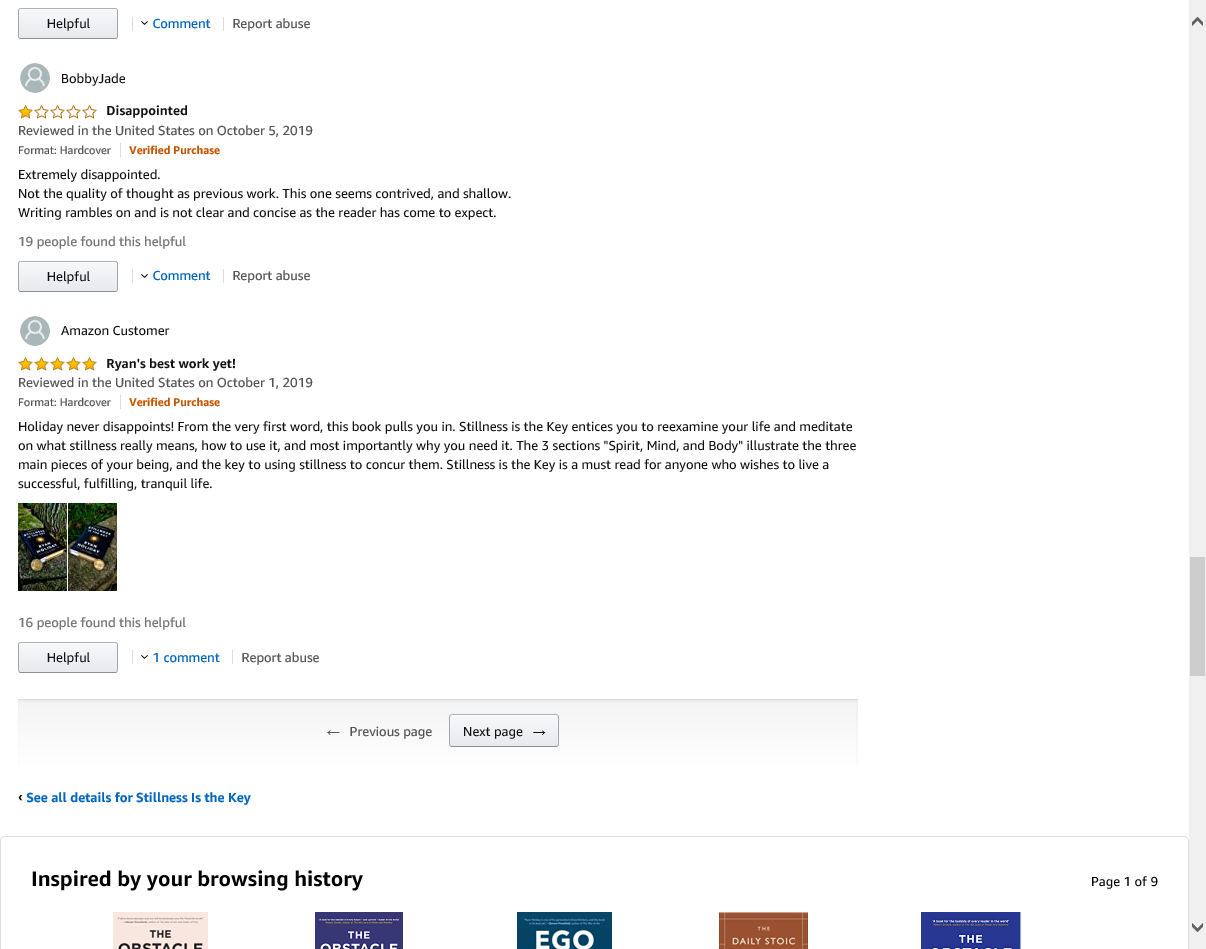 Helpful Comment Report abuse
BobbyJade
Disappointed
Reviewed in the United States on October 5, 2019
Format: Hardcover Verified Purchase
Extremely disappointed.
Not the quality of thought as previous work. This one seems contrived, and shallow.
Writing rambles on and is not clear and concise as the reader has come to expect.
19 people found this helpful
Helpful Comment Report abuse
Amazon Customer
Ryan's best work yet!
Reviewed in the United States on October 1, 2019
Format: Hardcover Verified Purchase
Holiday never disappoints! From the very first word, this book pulls you in. Stillness is the Key entices you to reexamine your life and meditate
on what stillness really means, how to use it, and most importantly why you need it. The 3 sections "Spirit, Mind, and Body" illustrate the three
main pieces of your being, and the key to using stillness to concur them. Stillness is the Key is a must read for anyone who wishes to live a
successful, fulfilling, tranquil life.
16 people found this helpful
Helpful 1 comment Report abuse
← Previous page Next page →
‹ See all details for Stillness Is the Key
Inspired by your browsing history Page 1 of 9
THE THE EGO THE THE
OBSTACLE OBSTACLE DAILY STOIC OBSTACLE